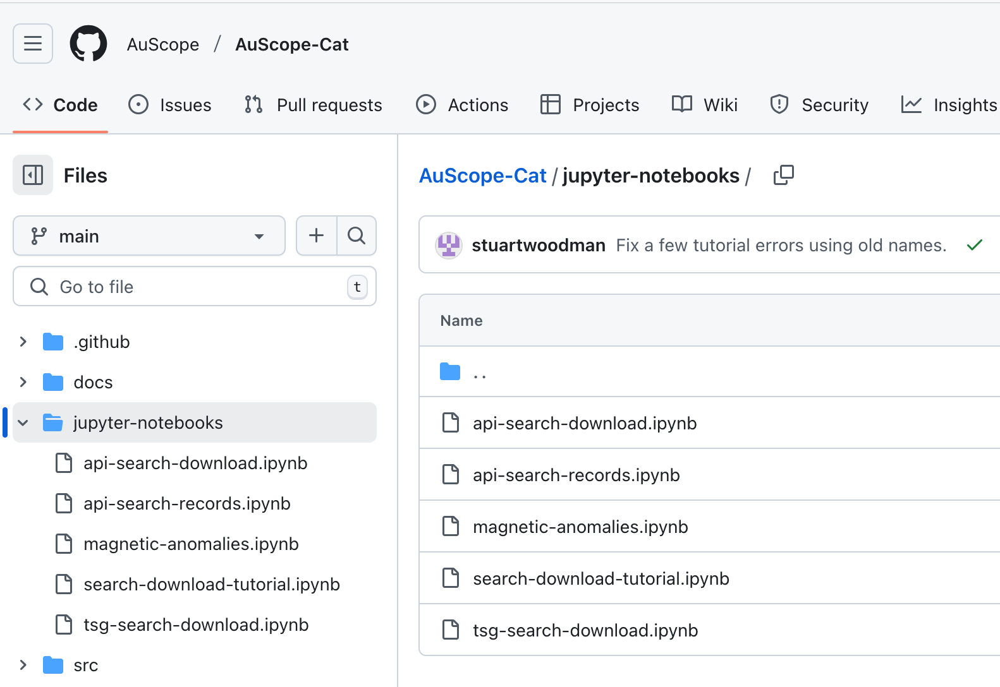 AuScope / AuScope-Cat
Code Issues Pull requests Actions Projects Wiki Security Insights
Files
main
Go to file t
.github
docs
jupyter-notebooks
api-search-download.ipynb
api-search-records.ipynb
magnetic-anomalies.ipynb
search-download-tutorial.ipynb
tsg-search-download.ipynb
src
AuScope-Cat / jupyter-notebooks /
stuartwoodman Fix a few tutorial errors using old names.
Name
..
api-search-download.ipynb
api-search-records.ipynb
magnetic-anomalies.ipynb
search-download-tutorial.ipynb
tsg-search-download.ipynb